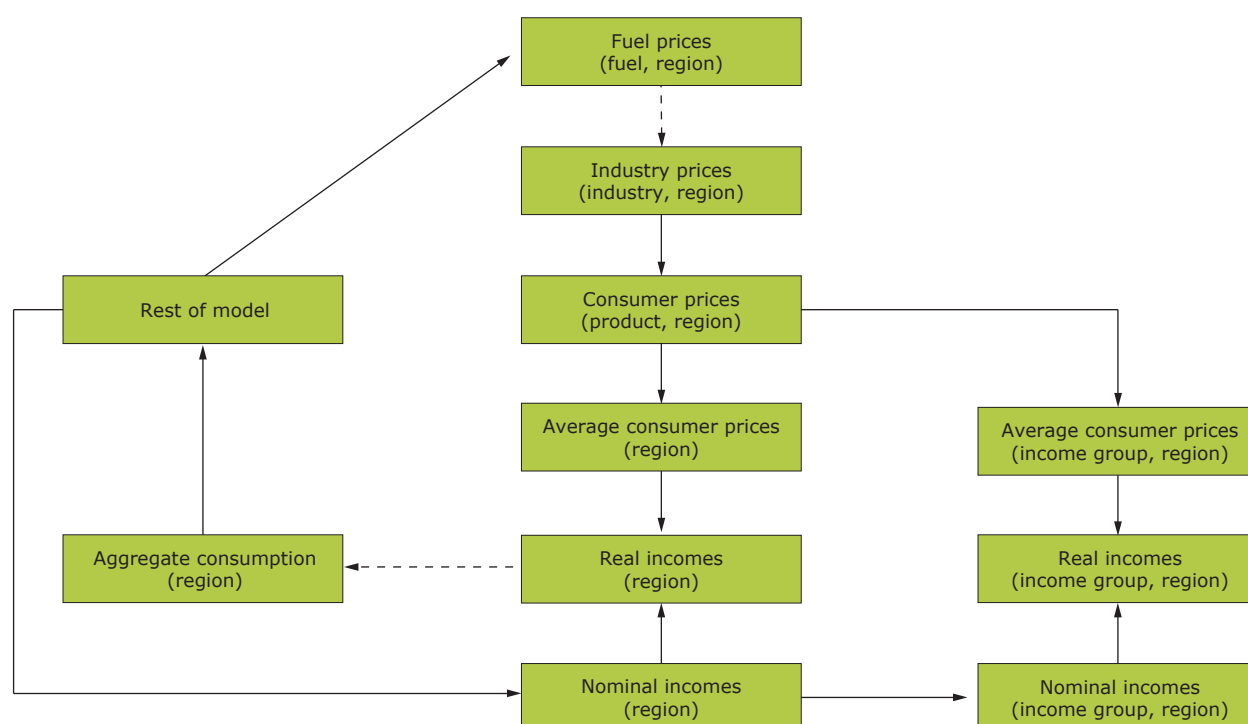 Fuel prices
(fuel, region)
Industry prices
(industry, region)
Rest of model
Consumer prices
(product, region)
Average consumer prices
(region)
Average consumer prices
(income group, region)
Aggregate consumption
(region)
Real incomes
(region)
Real incomes
(income group, region)
Nominal incomes
(region)
Nominal incomes
(income group, region)